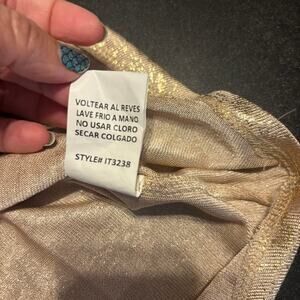 VOLTEAR AL REVES
LAVE FRIO A MANO
NO USAR CLORO
SECAR COLGADO
STYLE# IT3238